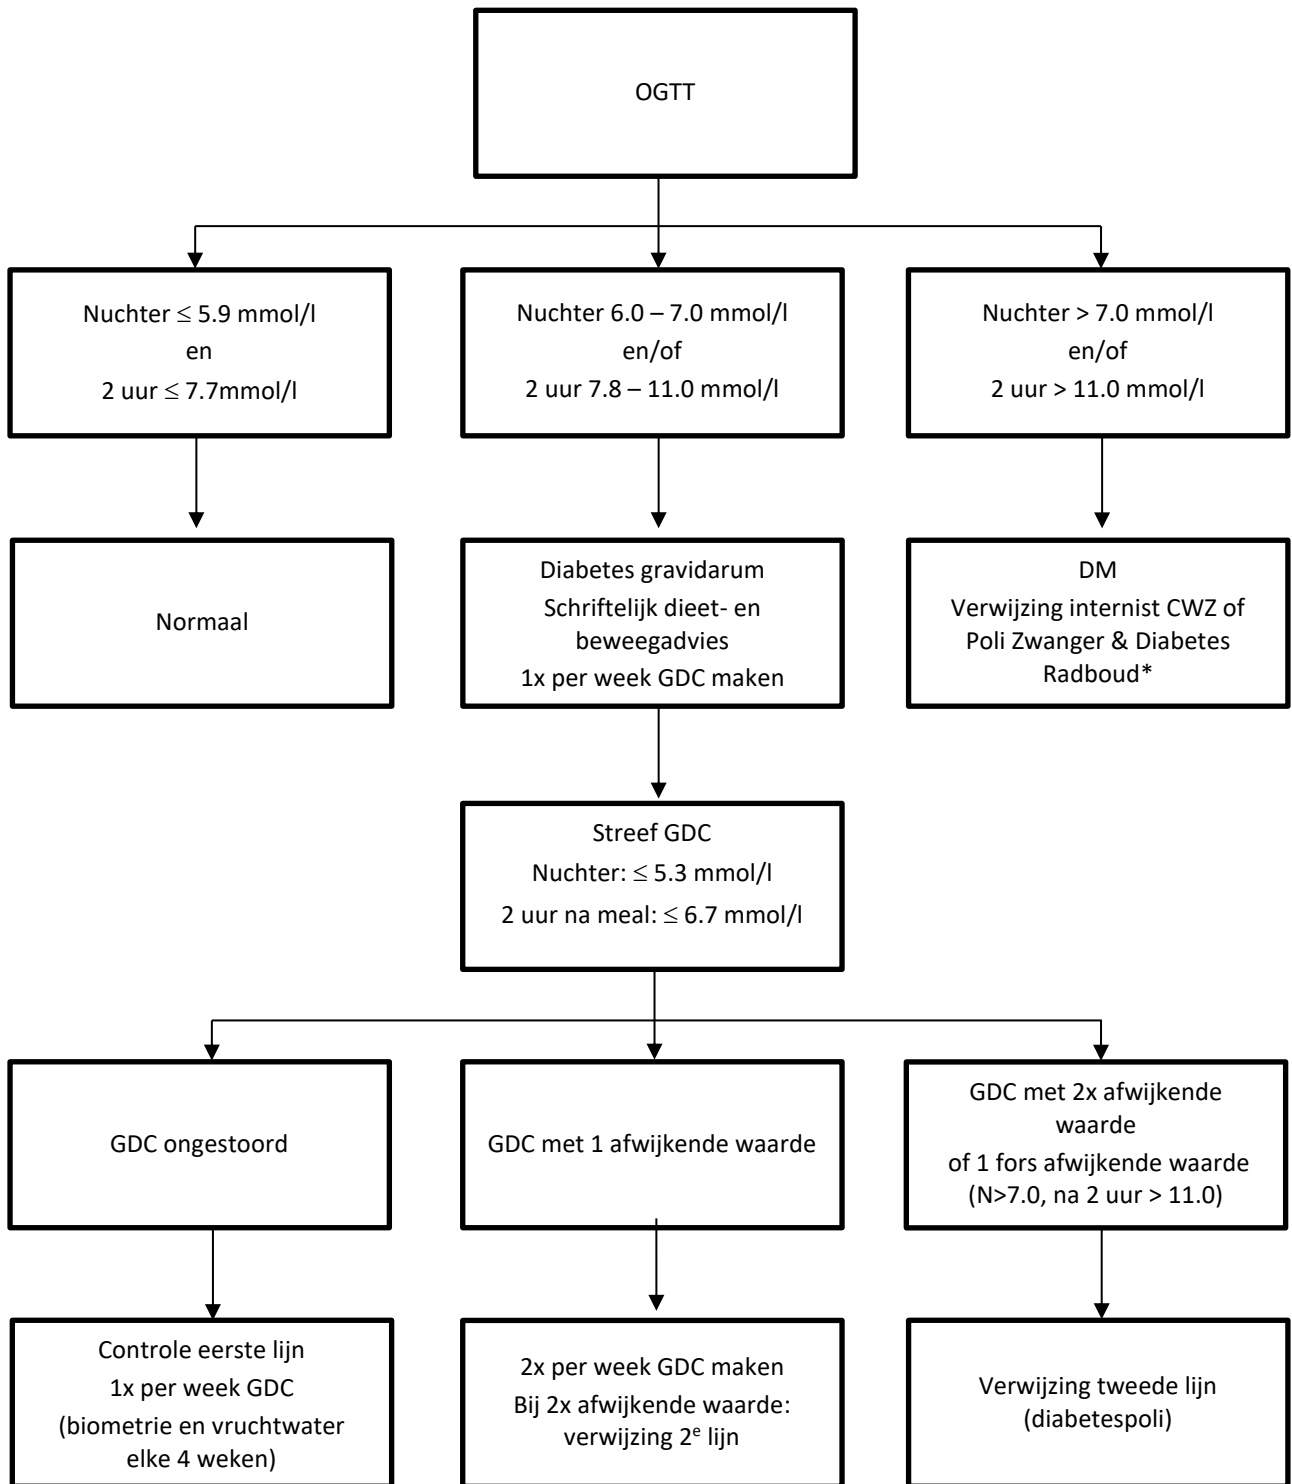 OGTT
Nuchter ≤ 5.9 mmol/l
en
2 uur ≤ 7.7mmol/l
Nuchter 6.0 – 7.0 mmol/l
en/of
2 uur 7.8 – 11.0 mmol/l
Nuchter > 7.0 mmol/l
en/of
2 uur > 11.0 mmol/l
Normaal
Diabetes gravidarum
Schriftelijk dieet- en
beweegadvies
1x per week GDC maken
DM
Verwijzing internist CWZ of
Poli Zwanger & Diabetes
Radboud*
Streef GDC
Nuchter: ≤ 5.3 mmol/l
2 uur na meal: ≤ 6.7 mmol/l
GDC ongestoord
GDC met 1 afwijkende waarde
GDC met 2x afwijkende
waarde
of 1 fors afwijkende waarde
(N>7.0, na 2 uur > 11.0)
Controle eerste lijn
1x per week GDC
(biometrie en vruchtwater
elke 4 weken)
2x per week GDC maken
Bij 2x afwijkende waarde:
verwijzing 2e lijn
Verwijzing tweede lijn
(diabetespoli)